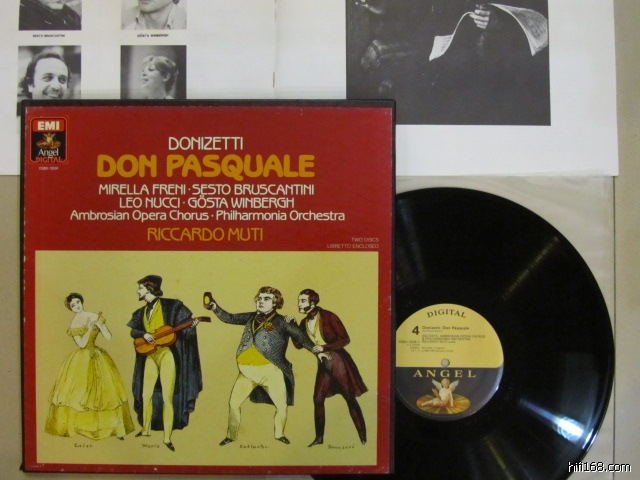 SESTO BRUSCANTINI
GÖSTA WINBERGH
EMI
Angel
DIGITAL
DONIZETTI
DON PASQUALE
MIRELLA FRENI · SESTO BRUSCANTINI
LEO NUCCI · GÖSTA WINBERGH
Ambrosian Opera Chorus · Philharmonia Orchestra
RICCARDO MUTI
TWO DISCS
LIBRETTO ENCLOSED
DIGITAL
4
Donizetti: Don Pasquale
ANGEL
Lablache
hifi168.com